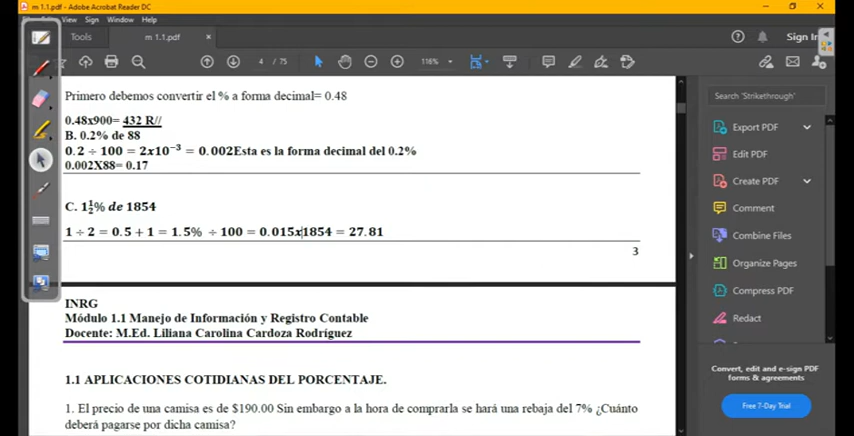 m 1.1.pdf - Adobe Acrobat Reader DC
View Sign Window Help
Tools m 1.1.pdf × Sign In
4 / 75 116%
Primero debemos convertir el % a forma decimal= 0.48
0.48x900= 432 R//
B. 0.2% de 88
0.2 ÷ 100 = 2x10⁻³ = 0.002Esta es la forma decimal del 0.2%
0.002X88= 0.17
C. 1½% de 1854
1 ÷ 2 = 0.5 + 1 = 1.5% ÷ 100 = 0.015x1854 = 27.81
3
INRG
Módulo 1.1 Manejo de Información y Registro Contable
Docente: M.Ed. Liliana Carolina Cardoza Rodríguez
1.1 APLICACIONES COTIDIANAS DEL PORCENTAJE.
1. El precio de una camisa es de $190.00 Sin embargo a la hora de comprarla se hará una rebaja del 7% ¿Cuánto
deberá pagarse por dicha camisa?
Search 'Strikethrough'
Export PDF
Edit PDF
Create PDF
Comment
Combine Files
Organize Pages
Compress PDF
Redact
Convert, edit and e-sign PDF
forms & agreements
Free 7-Day Trial